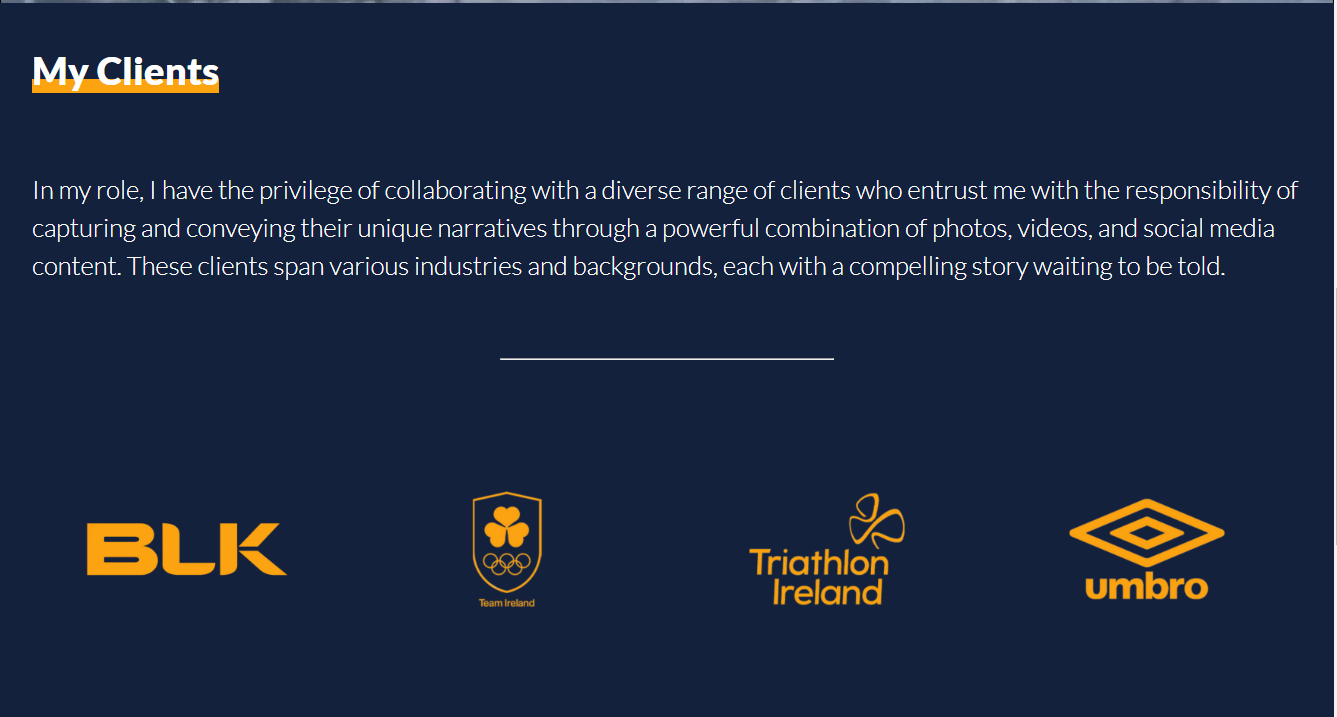 My Clients
In my role, I have the privilege of collaborating with a diverse range of clients who entrust me with the responsibility of
capturing and conveying their unique narratives through a powerful combination of photos, videos, and social media
content. These clients span various industries and backgrounds, each with a compelling story waiting to be told.
BLK
Team Ireland
Triathlon
Ireland
umbro